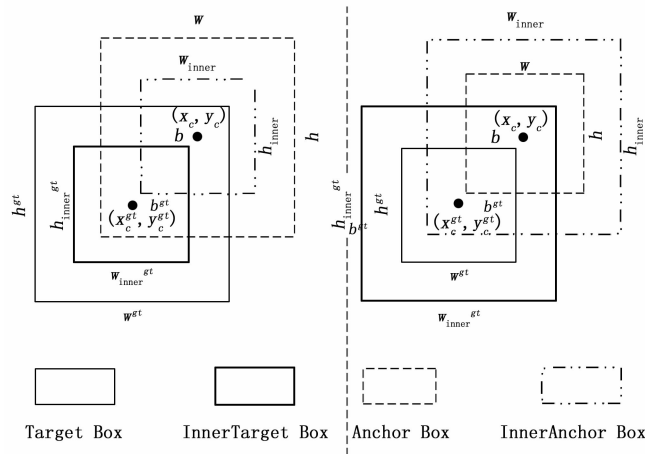 w
w_inner
(x_c, y_c)
b
h_inner
h
h^gt
h_inner^gt
b^gt
(x_c^gt, y_c^gt)
w_inner^gt
w^gt
w_inner
w
(x_c, y_c)
b
h
h_inner
h_inner^gt
b^gt
h^gt
b^gt
(x_c^gt, y_c^gt)
w^gt
w_inner^gt
Target Box InnerTarget Box Anchor Box InnerAnchor Box